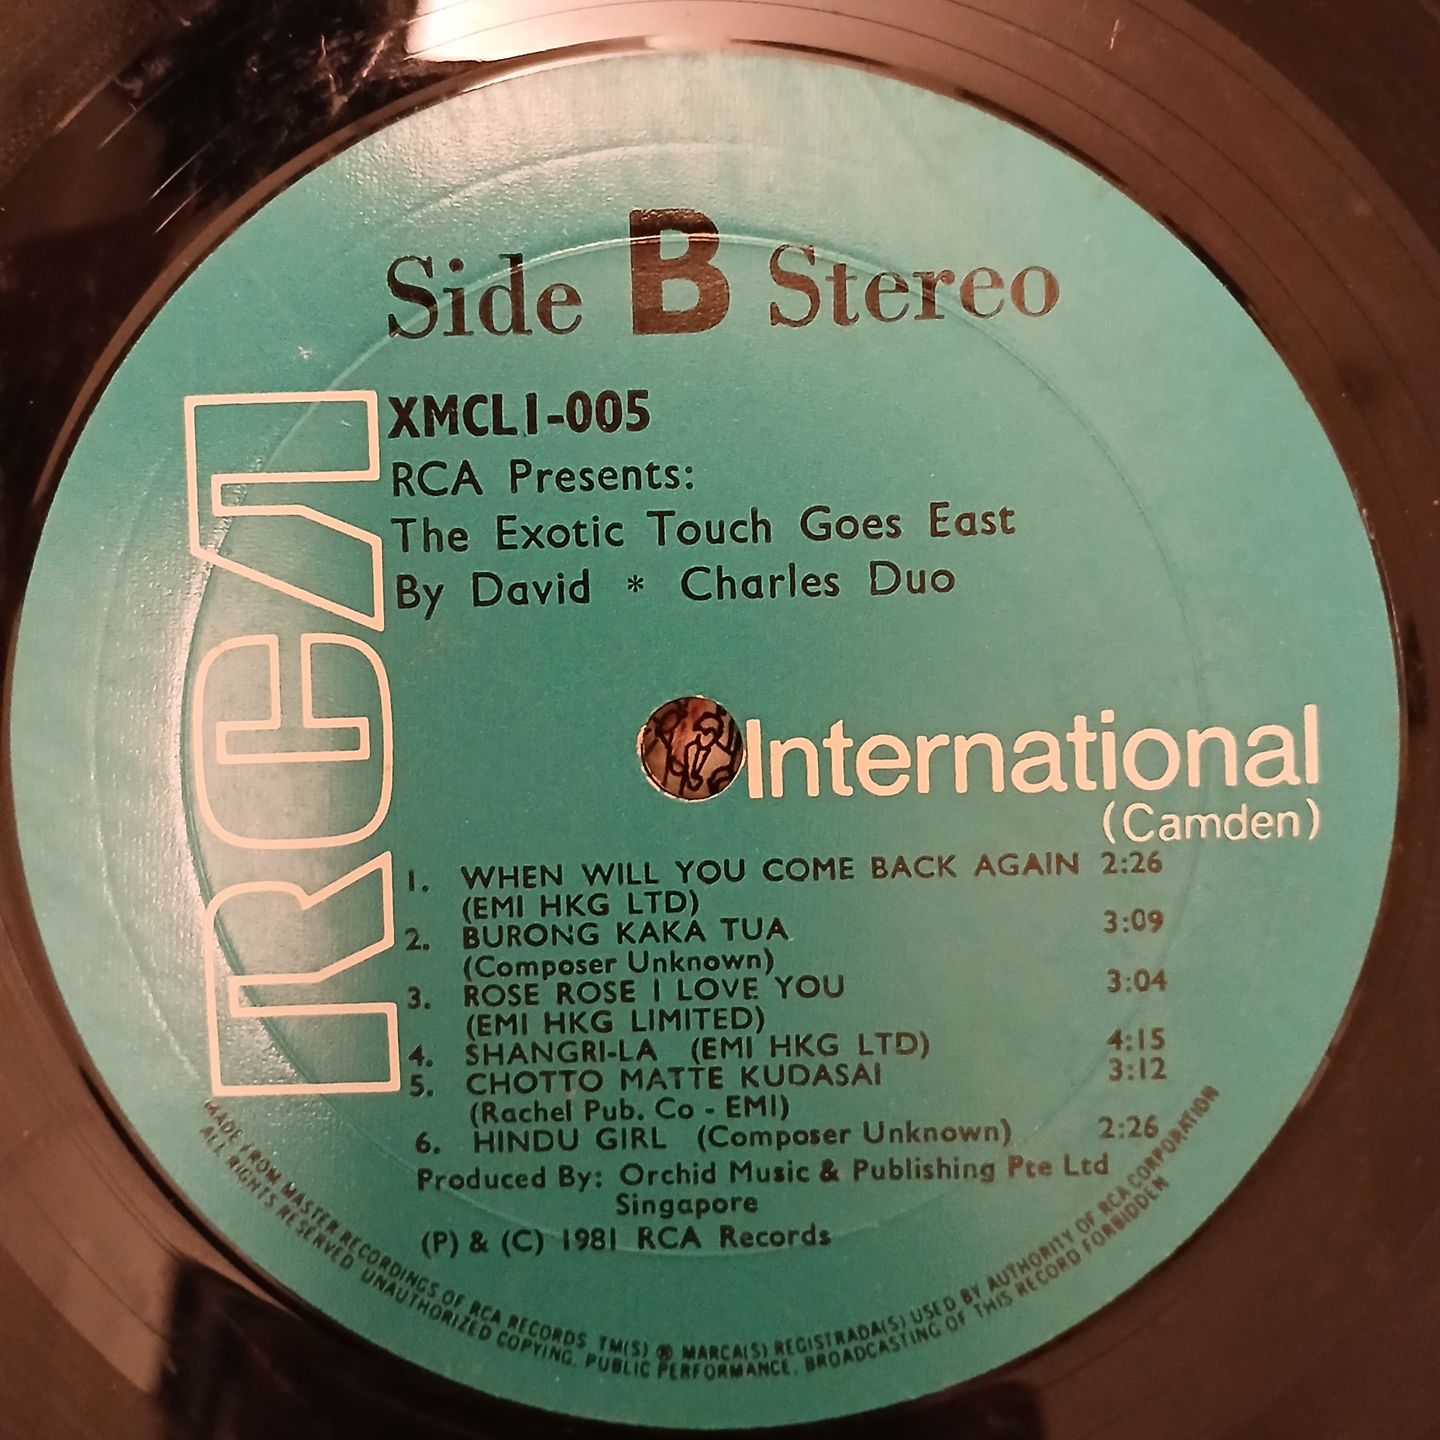 Side B Stereo
RCA
XMCL1-005
RCA Presents:
The Exotic Touch Goes East
By David * Charles Duo
International
(Camden)
1. WHEN WILL YOU COME BACK AGAIN 2:26
(EMI HKG LTD)
2. BURONG KAKA TUA 3:09
(Composer Unknown)
3. ROSE ROSE I LOVE YOU 3:04
(EMI HKG LIMITED)
4. SHANGRI-LA (EMI HKG LTD) 4:15
5. CHOTTO MATTE KUDASAI 3:12
(Rachel Pub. Co - EMI)
6. HINDU GIRL (Composer Unknown) 2:26
Produced By: Orchid Music & Publishing Pte Ltd
Singapore
(P) & (C) 1981 RCA Records
MADE FROM MASTER RECORDINGS OF RCA RECORDS. TM(S) ® MARCA(S) REGISTRADA(S) USED BY AUTHORITY OF RCA CORPORATION
ALL RIGHTS RESERVED. UNAUTHORIZED COPYING, PUBLIC PERFORMANCE, BROADCASTING OF THIS RECORD FORBIDDEN